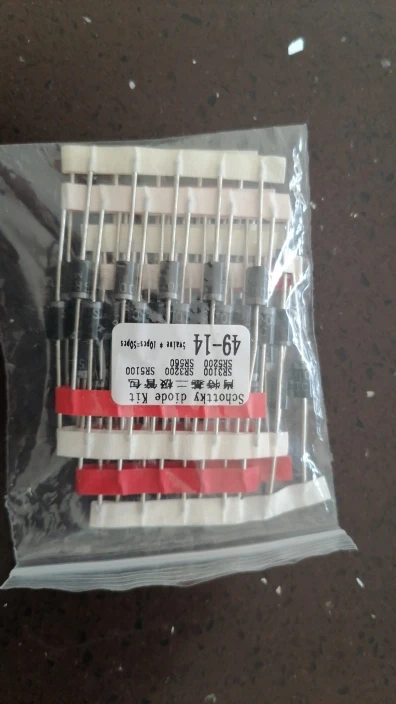 Schottky diode Kit
肖特基二极管包
SR3100 SR3200 SR5100
SR5200 SR560
49-14
5value * 10pcs=50pcs